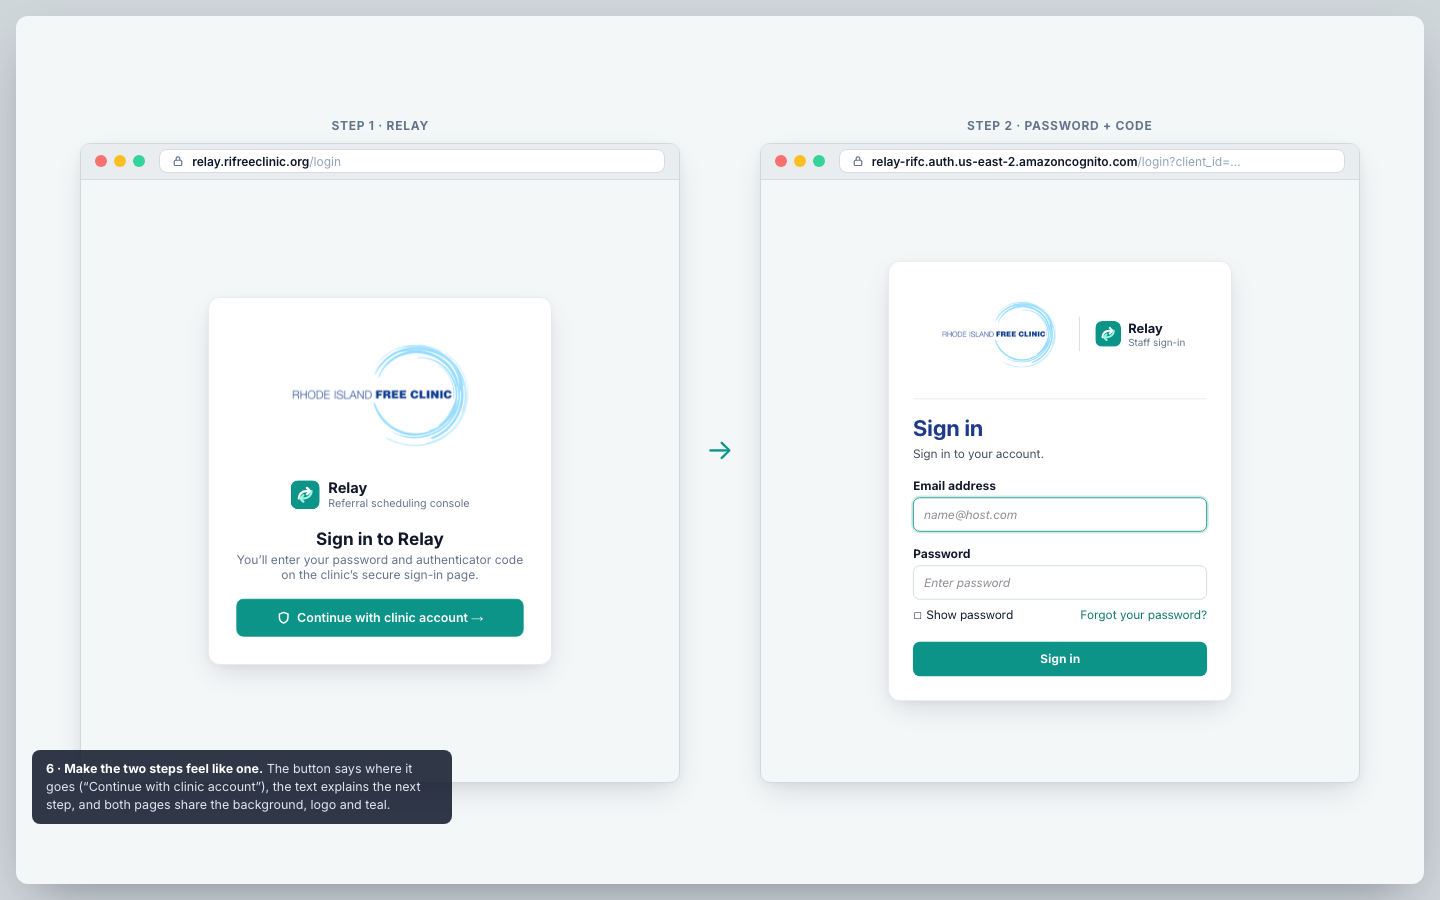 STEP 1 · RELAY
relay.rifreeclinic.org/login
RHODE ISLAND FREE CLINIC
Relay
Referral scheduling console
Sign in to Relay
You’ll enter your password and authenticator code
on the clinic’s secure sign-in page.
Continue with clinic account →
STEP 2 · PASSWORD + CODE
relay-rifc.auth.us-east-2.amazoncognito.com/login?client_id=...
RHODE ISLAND FREE CLINIC
Relay
Staff sign-in
Sign in
Sign in to your account.
Email address
name@host.com
Password
Enter password
Show password
Forgot your password?
Sign in
6 · Make the two steps feel like one. The button says where it
goes (“Continue with clinic account”), the text explains the next
step, and both pages share the background, logo and teal.